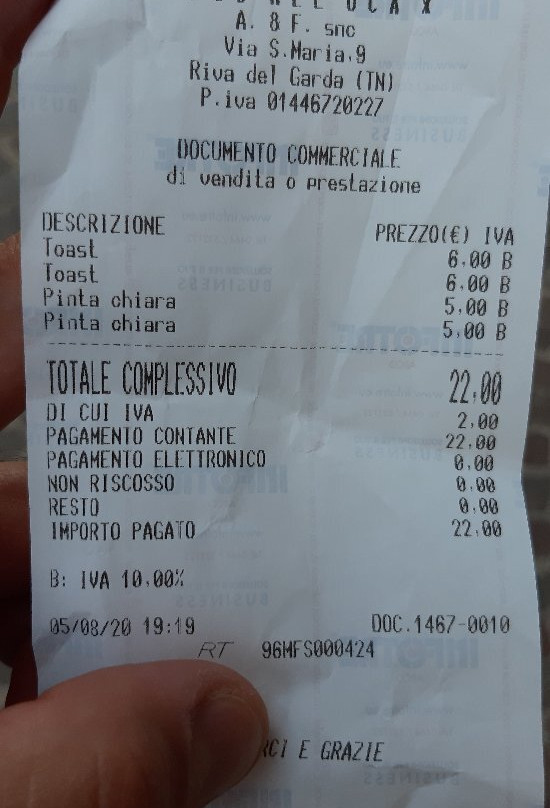 A. & F. snc
Via S.Maria,9
Riva del Garda (TN)
P.iva 01446720227
DOCUMENTO COMMERCIALE
di vendita o prestazione
DESCRIZIONE PREZZO(€) IVA
Toast 6,00 B
Toast 6,00 B
Pinta chiara 5,00 B
Pinta chiara 5,00 B
TOTALE COMPLESSIVO 22,00
DI CUI IVA 2,00
PAGAMENTO CONTANTE 22,00
PAGAMENTO ELETTRONICO 0,00
NON RISCOSSO 0,00
RESTO 0,00
IMPORTO PAGATO 22,00
B: IVA 10,00%
05/08/20 19:19 DOC.1467-0010
RT 96MFS000424
E GRAZIE